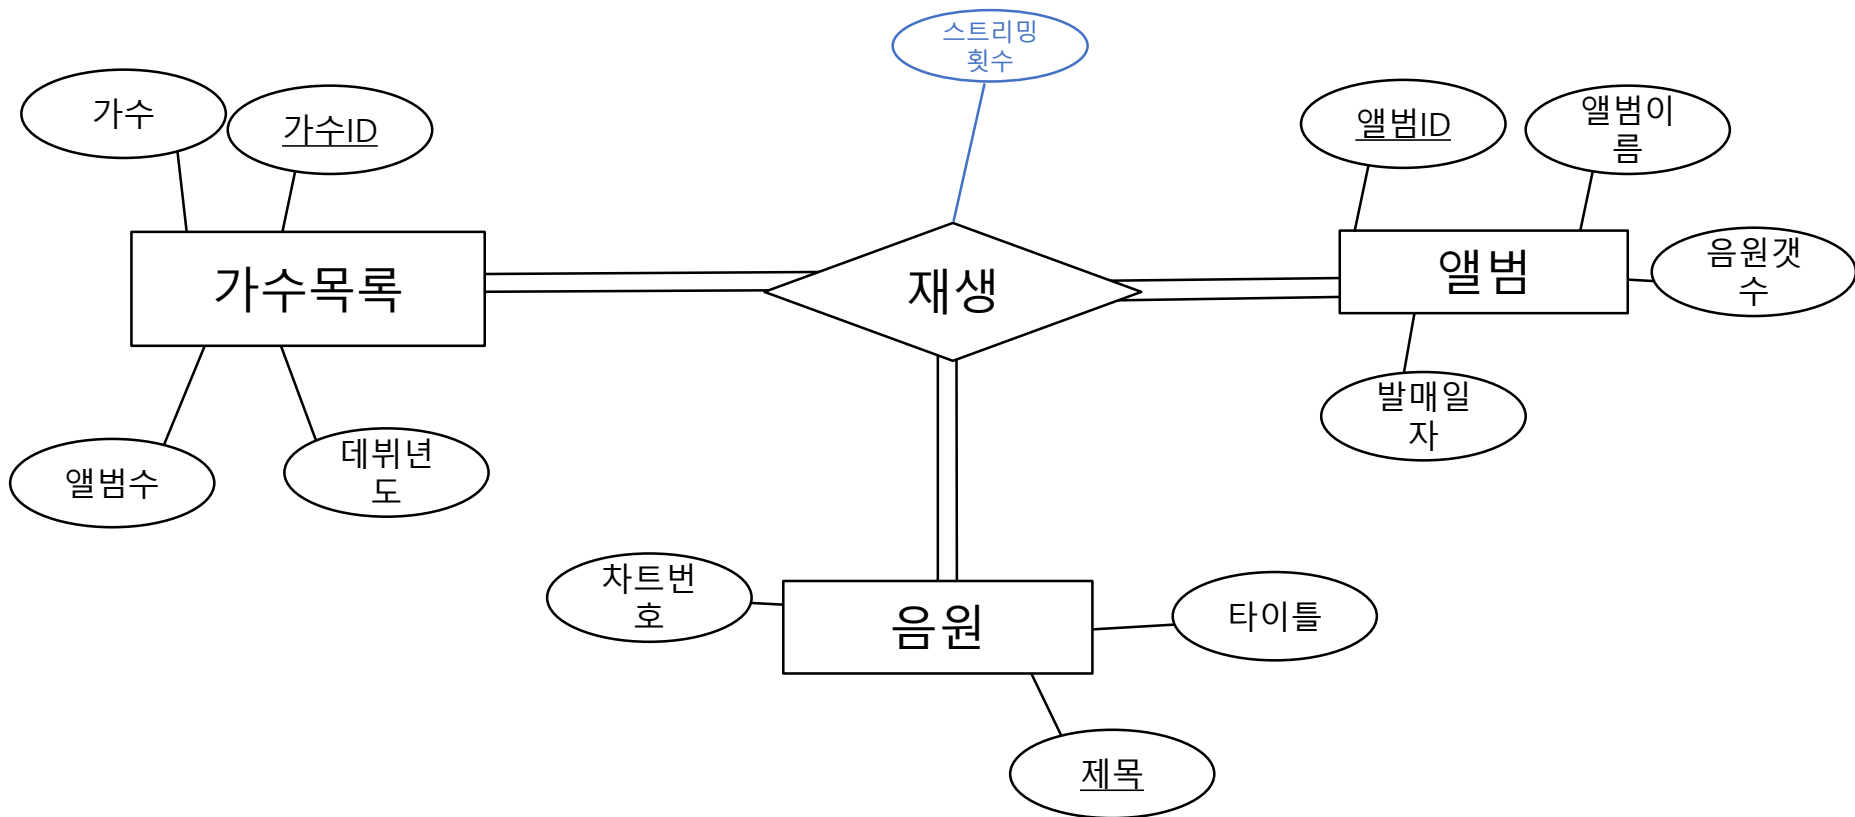 스트리밍
횟수
가수
가수ID
앨범ID
앨범이
름
가수목록
재생
앨범
음원갯
수
발매일
자
앨범수
데뷔년
도
차트번
호
음원
타이틀
제목